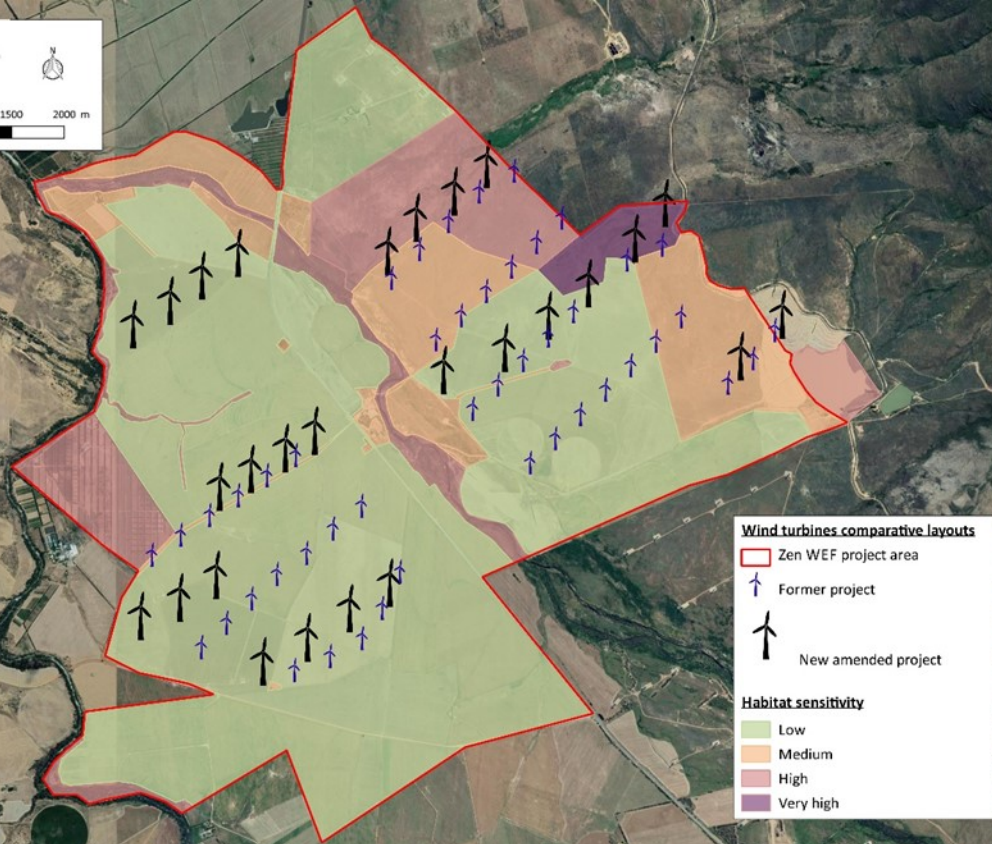 N
1500 2000 m
Wind turbines comparative layouts
Zen WEF project area
Former project
New amended project
Habitat sensitivity
Low
Medium
High
Very high